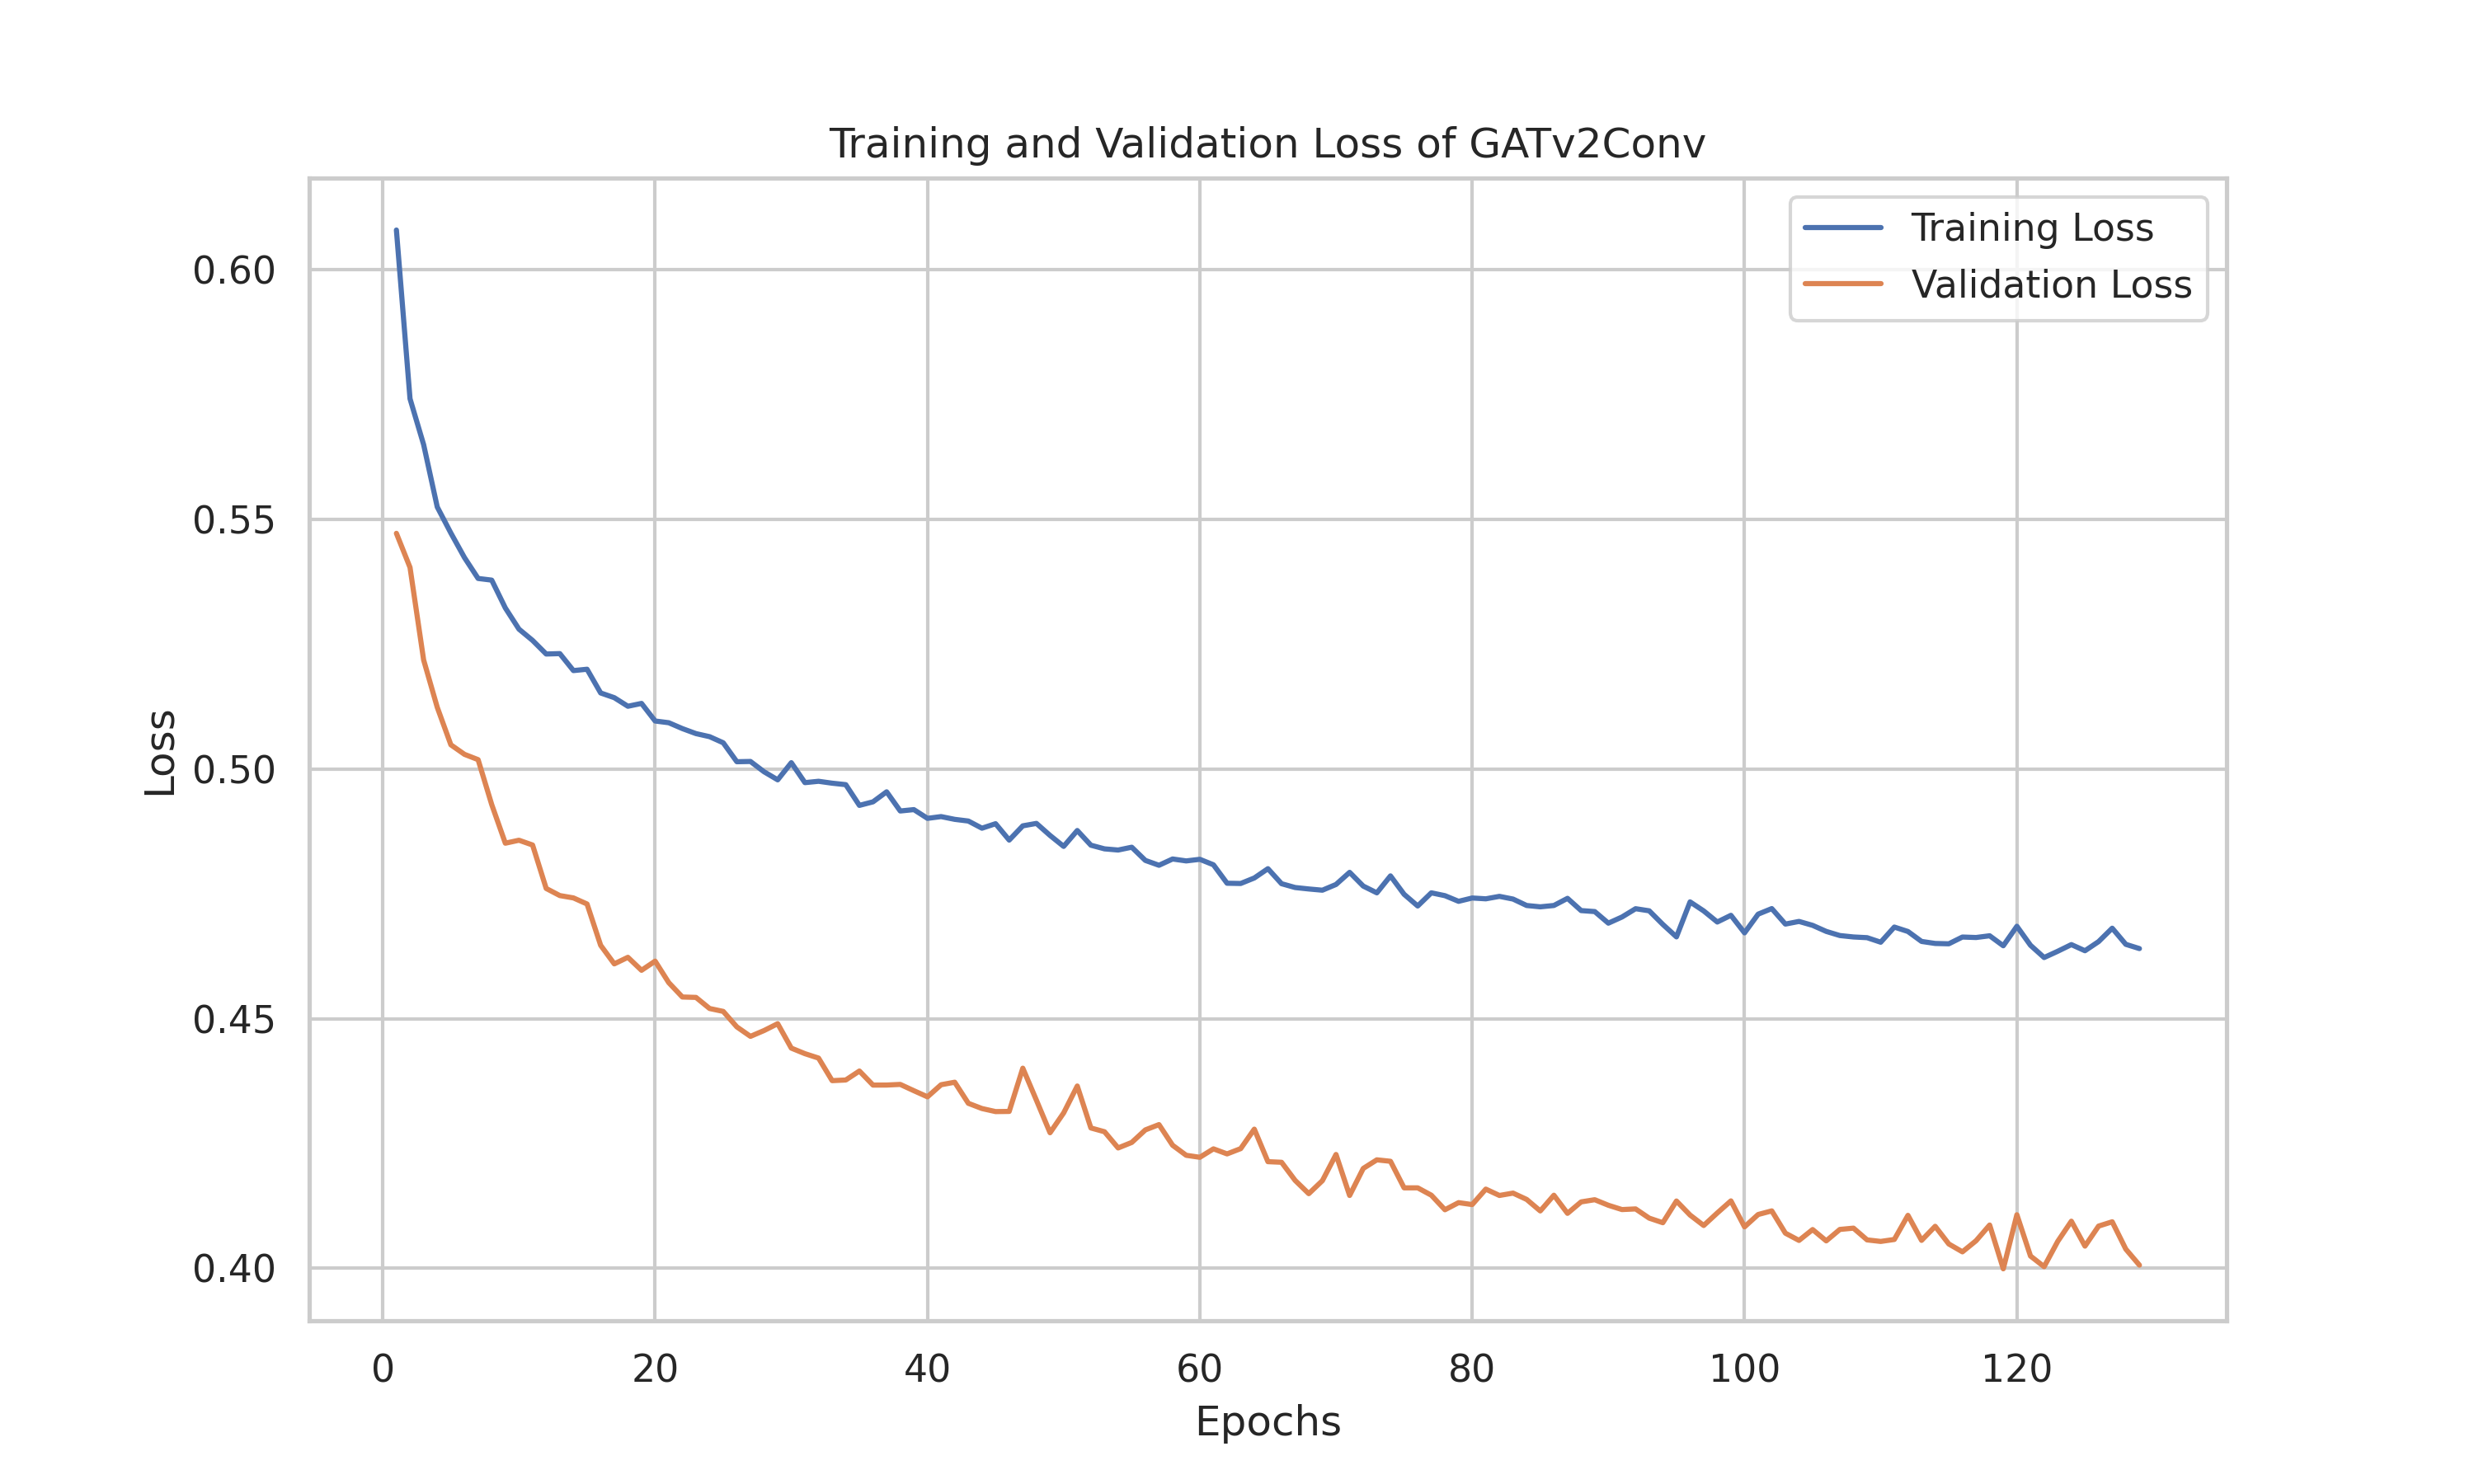 Training and Validation Loss of GATv2Conv
Training Loss
Validation Loss
0.60
0.55
0.50
0.45
0.40
Loss
0 20 40 60 80 100 120
Epochs